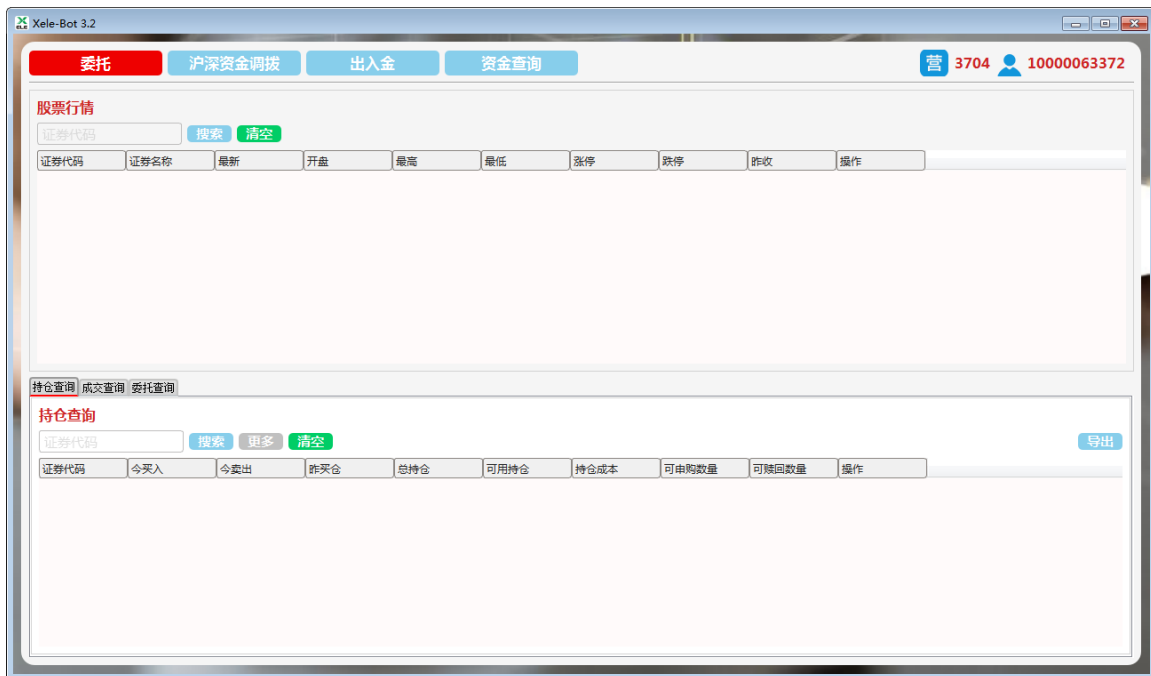 XELE Xele-Bot 3.2
委托 沪深资金调拨 出入金 资金查询 营 3704 10000063372
股票行情
证券代码 搜索 清空
证券代码 证券名称 最新 开盘 最高 最低 涨停 跌停 昨收 操作
持仓查询 成交查询 委托查询
持仓查询
证券代码 搜索 更多 清空 导出
证券代码 今买入 今卖出 昨买仓 总持仓 可用持仓 持仓成本 可申购数量 可赎回数量 操作